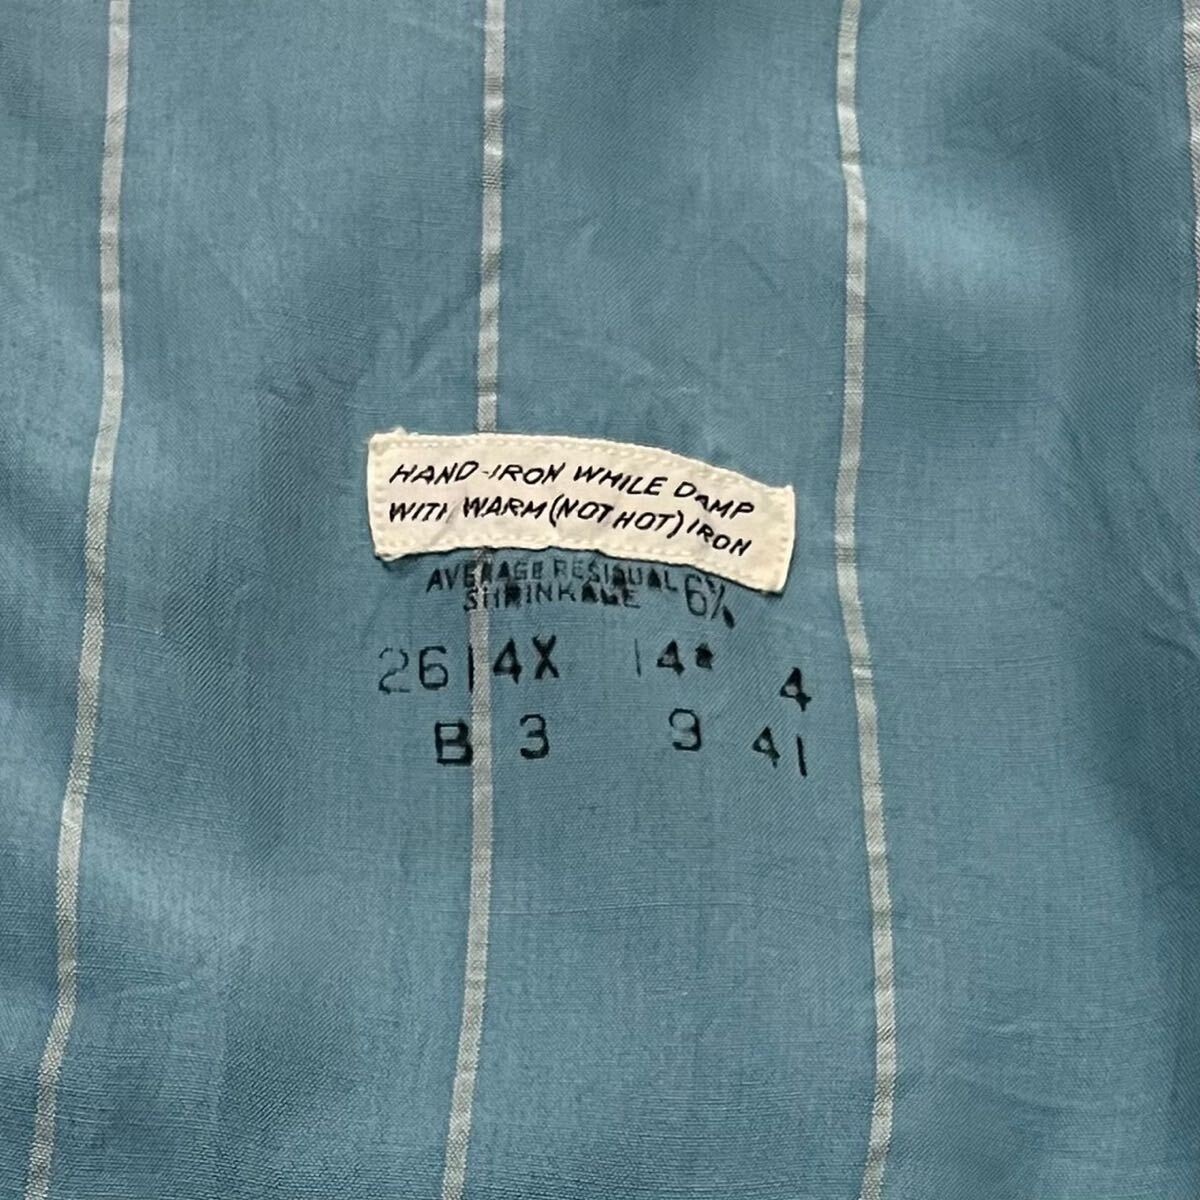 HAND-IRON WHILE DAMP
WITH WARM (NOT HOT) IRON
AVERAGE RESIDUAL
SHRINKAGE 6%
2614X 14* 4
B 3 9 41